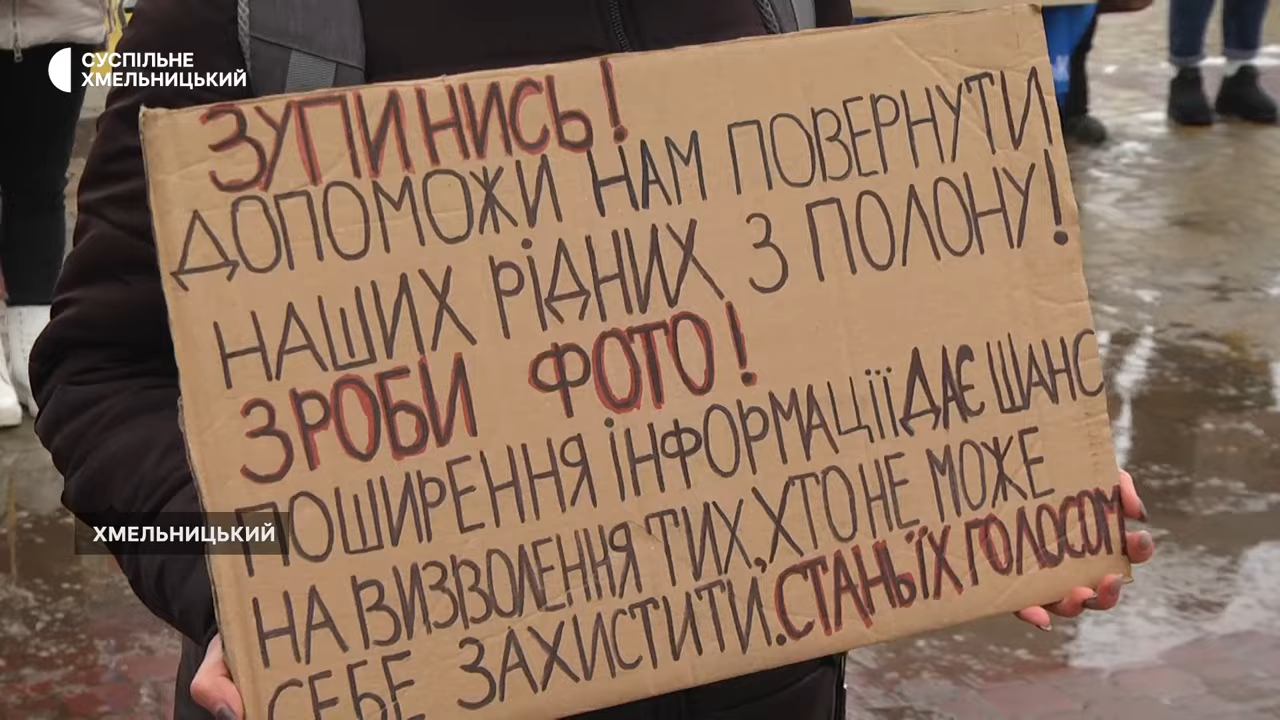 СУСПІЛЬНЕ
ХМЕЛЬНИЦЬКИЙ
ЗУПИНИСЬ!
ДОПОМОЖИ НАМ ПОВЕРНУТИ
НАШИХ РІДНИХ З ПОЛОНУ!
ЗРОБИ ФОТО!
ПОШИРЕННЯ ІНФОРМАЦІЇ ДАЄ ШАНС
НА ВИЗВОЛЕННЯ ТИХ, ХТО НЕ МОЖЕ
СЕБЕ ЗАХИСТИТИ. СТАНЬ ЇХ ГОЛОСОМ
ХМЕЛЬНИЦЬКИЙ